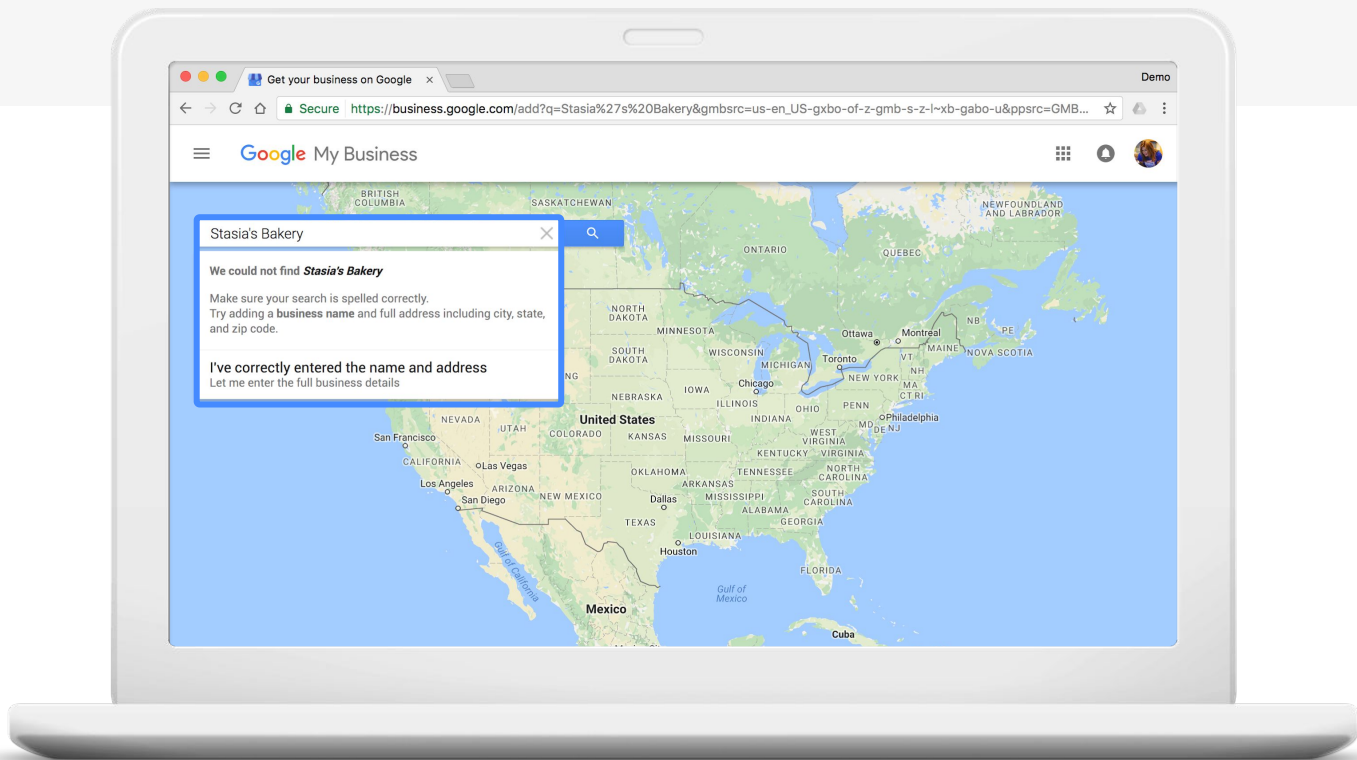 Get your business on Google
Demo
Secure https://business.google.com/add?q=Stasia%27s%20Bakery&gmbsrc=us-en_US-gxbo-of-z-gmb-s-z-l~xb-gabo-u&ppsrc=GMB...
Google My Business
Stasia's Bakery
We could not find Stasia's Bakery
Make sure your search is spelled correctly.
Try adding a business name and full address including city, state,
and zip code.
I've correctly entered the name and address
Let me enter the full business details
BRITISH
COLUMBIA
SASKATCHEWAN
NEWFOUNDLAND
AND LABRADOR
ONTARIO
QUEBEC
NORTH
DAKOTA
MINNESOTA
Ottawa
Montreal
NB
PE
SOUTH
DAKOTA
WISCONSIN
MICHIGAN
Toronto
VT
MAINE
NOVA SCOTIA
NH
NEW YORK
MA
CT RI
NG
Chicago
IOWA
NEBRASKA
ILLINOIS
INDIANA
OHIO
PENN
Philadelphia
MD
DE NJ
NEVADA
UTAH
COLORADO
United States
KANSAS
MISSOURI
WEST
VIRGINIA
KENTUCKY
VIRGINIA
San Francisco
CALIFORNIA
Las Vegas
OKLAHOMA
TENNESSEE
NORTH
CAROLINA
Los Angeles
ARIZONA
NEW MEXICO
ARKANSAS
San Diego
Dallas
MISSISSIPPI
SOUTH
CAROLINA
ALABAMA
TEXAS
GEORGIA
LOUISIANA
Houston
Gulf of
California
FLORIDA
Gulf of
Mexico
Mexico
Cuba